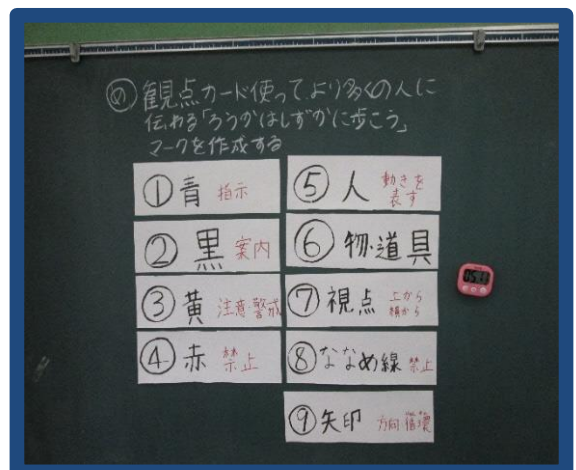 め 観点カード使って、より多くの人に
伝わる「ろうかはしずかに歩こう」
マークを作成する
① 青 指示
② 黒 案内
③ 黄 注意 警戒
④ 赤 禁止
⑤ 人 動きを
表す
⑥ 物・道具
⑦ 視点 上から
横から
⑧ ななめ線 禁止
⑨ 矢印 方向 循環